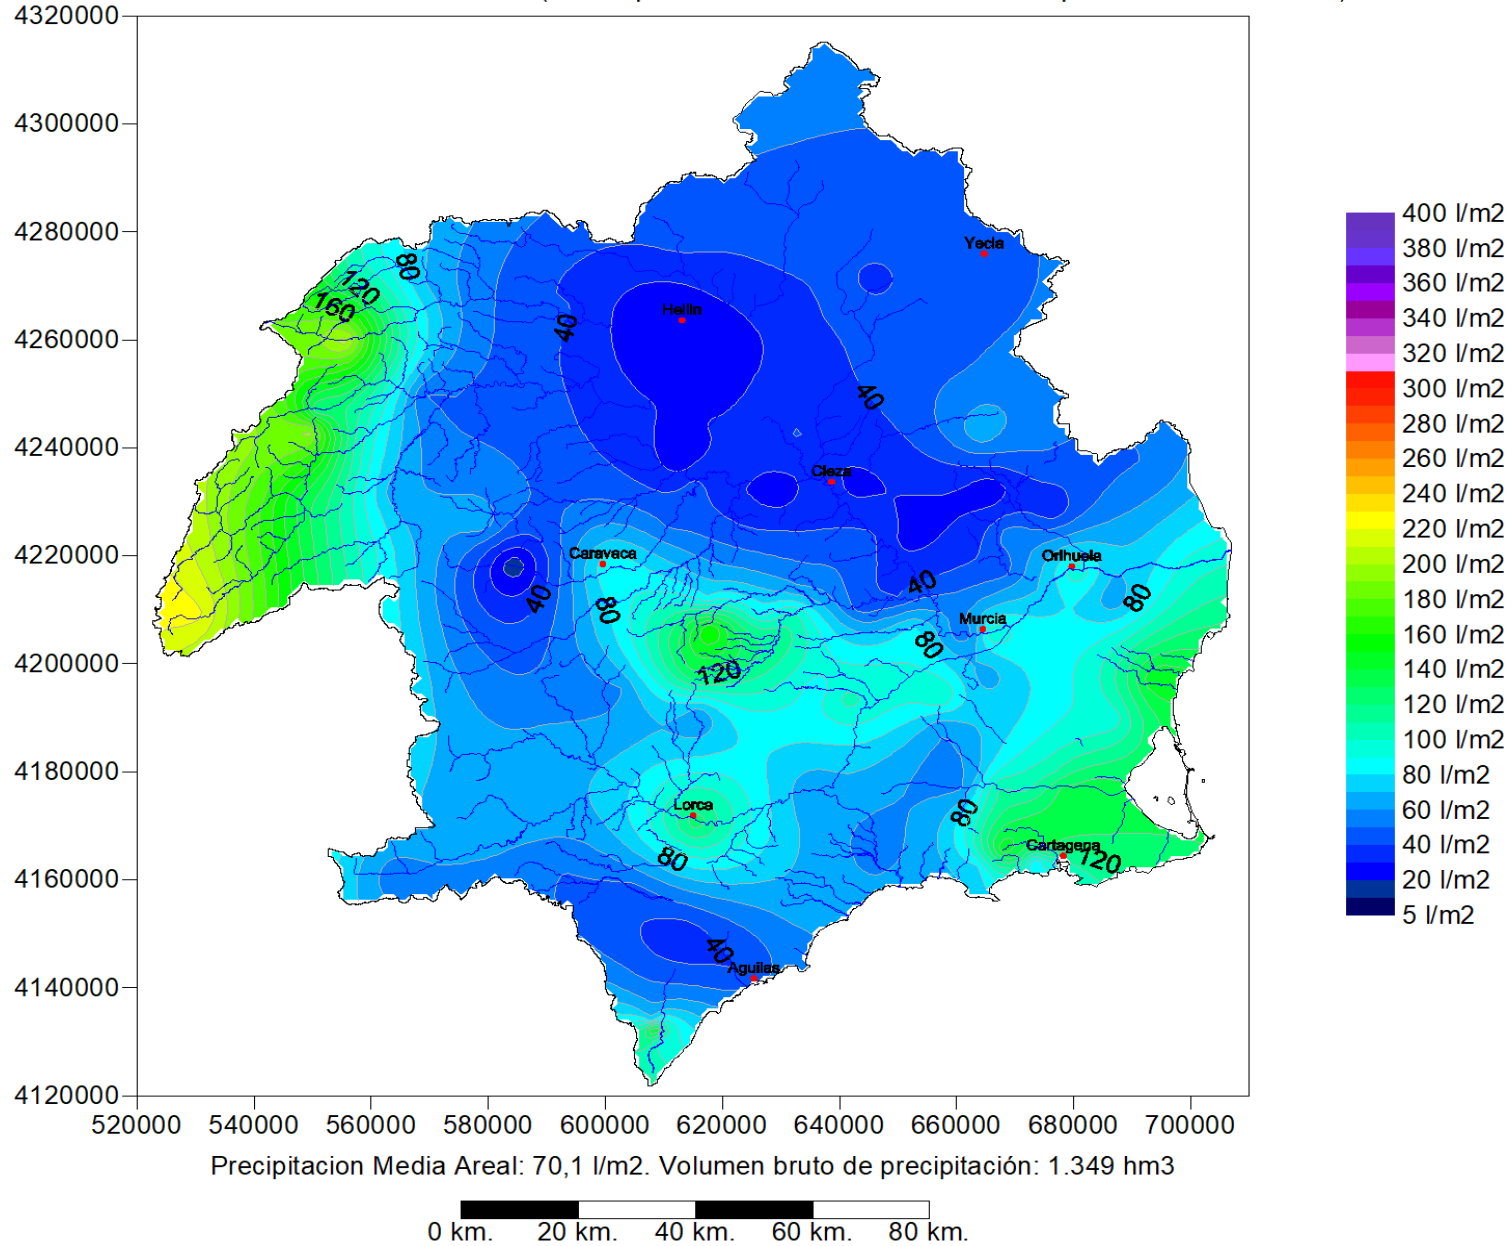 4320000
4300000
4280000
4260000
4240000
4220000
4200000
4180000
4160000
4140000
4120000
520000 540000 560000 580000 600000 620000 640000 660000 680000 700000
Yecla
80
120
160
Hellin
40
40
Cieza
Caravaca
Orihuela
40
40
80
80
Murcia
80
120
Lorca
80
80
Cartagena
120
40
Aguilas
400 l/m2
380 l/m2
360 l/m2
340 l/m2
320 l/m2
300 l/m2
280 l/m2
260 l/m2
240 l/m2
220 l/m2
200 l/m2
180 l/m2
160 l/m2
140 l/m2
120 l/m2
100 l/m2
80 l/m2
60 l/m2
40 l/m2
20 l/m2
5 l/m2
Precipitacion Media Areal: 70,1 l/m2. Volumen bruto de precipitación: 1.349 hm3
0 km. 20 km. 40 km. 60 km. 80 km.